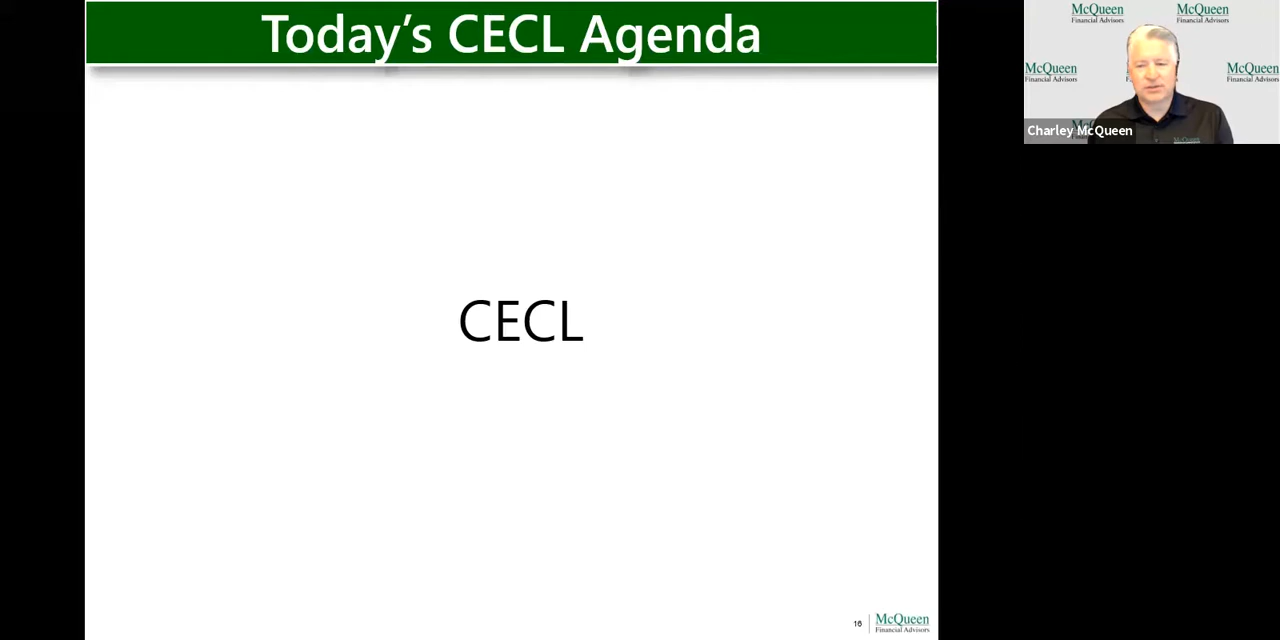 Today's CECL Agenda
CECL
16
McQueen
Financial Advisors
McQueen
Financial Advisors
McQueen
Financial Advisors
McQueen
Financial Advisors
McQueen
Financial Advisors
Charley McQueen